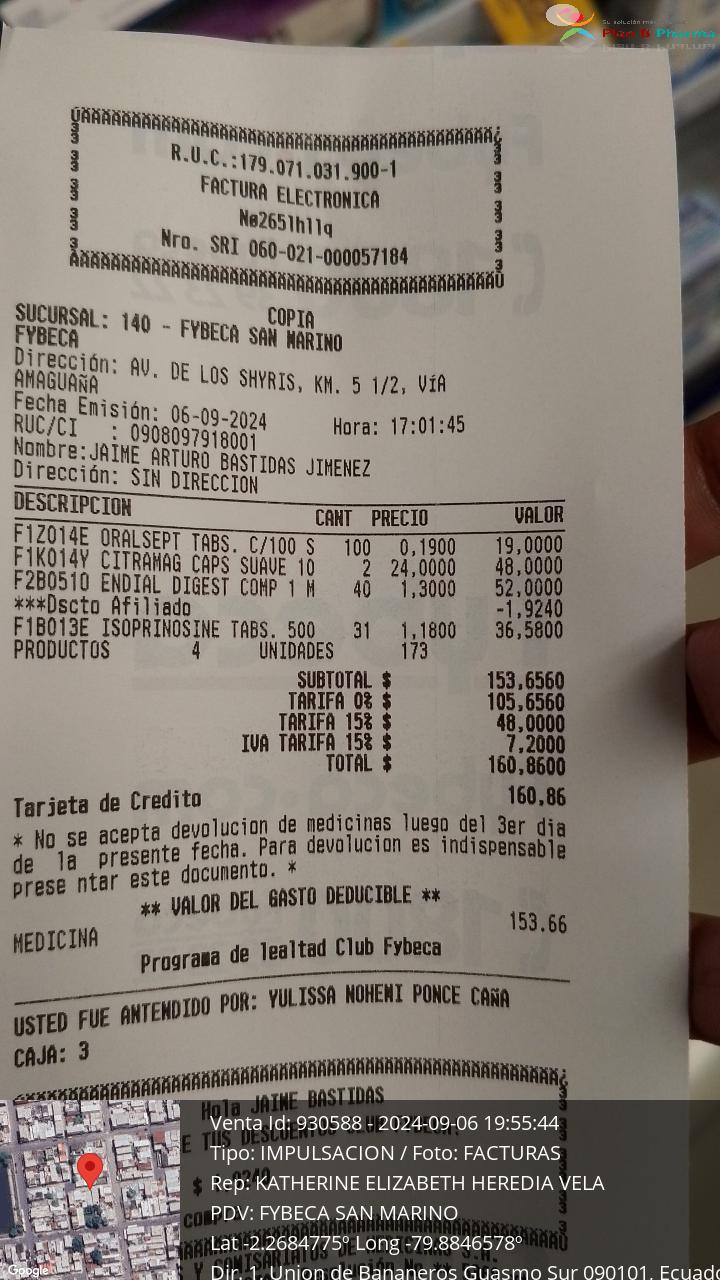 Su solución
Plan B Pharma
R.U.C.:179.071.031.900-1
FACTURA ELECTRONICA
Nø2651h11q
Nro. SRI 060-021-000057184
COPIA
SUCURSAL: 140 - FYBECA SAN MARINO
FYBECA
Dirección: AV. DE LOS SHYRIS, KM. 5 1/2, VíA
AMAGUAñA
Fecha Emisión: 06-09-2024 Hora: 17:01:45
RUC/CI : 0908097918001
Nombre:JAIME ARTURO BASTIDAS JIMENEZ
Dirección: SIN DIRECCION
DESCRIPCION CANT PRECIO VALOR
F1Z014E ORALSEPT TABS. C/100 S 100 0,1900 19,0000
F1K014Y CITRAMAG CAPS SUAVE 10 2 24,0000 48,0000
F2B0510 ENDIAL DIGEST COMP 1 M 40 1,3000 52,0000
***Dscto Afiliado -1,9240
F1B013E ISOPRINOSINE TABS. 500 31 1,1800 36,5800
PRODUCTOS 4 UNIDADES 173
SUBTOTAL $ 153,6560
TARIFA 0% $ 105,6560
TARIFA 15% $ 48,0000
IVA TARIFA 15% $ 7,2000
TOTAL $ 160,8600
Tarjeta de Credito 160,86
* No se acepta devolucion de medicinas luego del 3er dia
de la presente fecha. Para devolucion es indispensable
prese ntar este documento. *
** VALOR DEL GASTO DEDUCIBLE **
MEDICINA 153.66
Programa de lealtad Club Fybeca
USTED FUE ANTENDIDO POR: YULISSA NOHEMI PONCE CAñA
CAJA: 3
Hola JAIME BASTIDAS
E TUS DESCUENTOS
Venta Id: 930588 - 2024-09-06 19:55:44
Tipo: IMPULSACION / Foto: FACTURAS
Rep: KATHERINE ELIZABETH HEREDIA VELA
PDV: FYBECA SAN MARINO
Lat -2.2684775º Long -79.8846578º
Dir. 1. Union de Bananeros Guasmo Sur 090101, Ecuado
Google